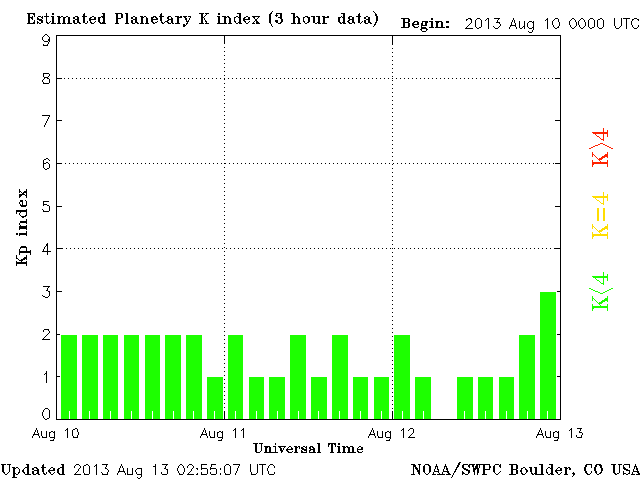 Estimated Planetary K index (3 hour data) Begin: 2013 Aug 10 0000 UTC
9
8
7
6
5
4
3
2
1
0
Kp index
K>4
K=4
K<4
Aug 10 Aug 11 Aug 12 Aug 13
Universal Time
Updated 2013 Aug 13 02:55:07 UTC NOAA/SWPC Boulder, CO USA